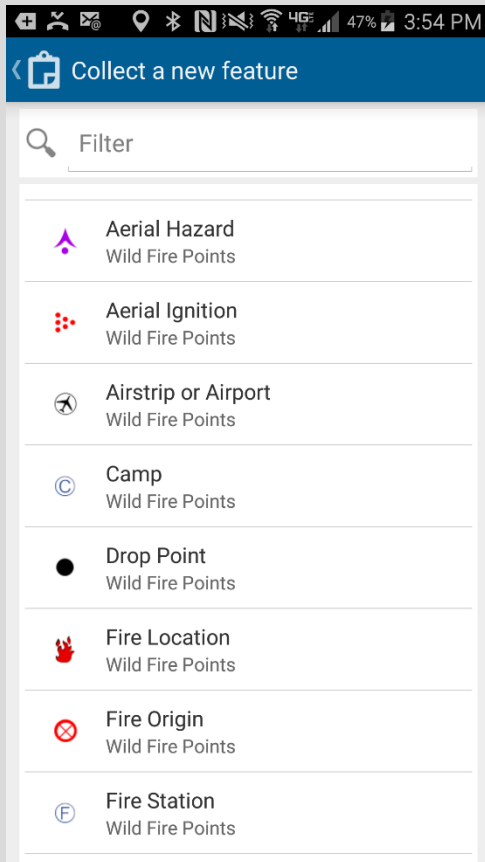 4GE 47% 3:54 PM
Collect a new feature
Filter
Aerial Hazard
Wild Fire Points
Aerial Ignition
Wild Fire Points
Airstrip or Airport
Wild Fire Points
C
Camp
Wild Fire Points
Drop Point
Wild Fire Points
Fire Location
Wild Fire Points
Fire Origin
Wild Fire Points
F
Fire Station
Wild Fire Points